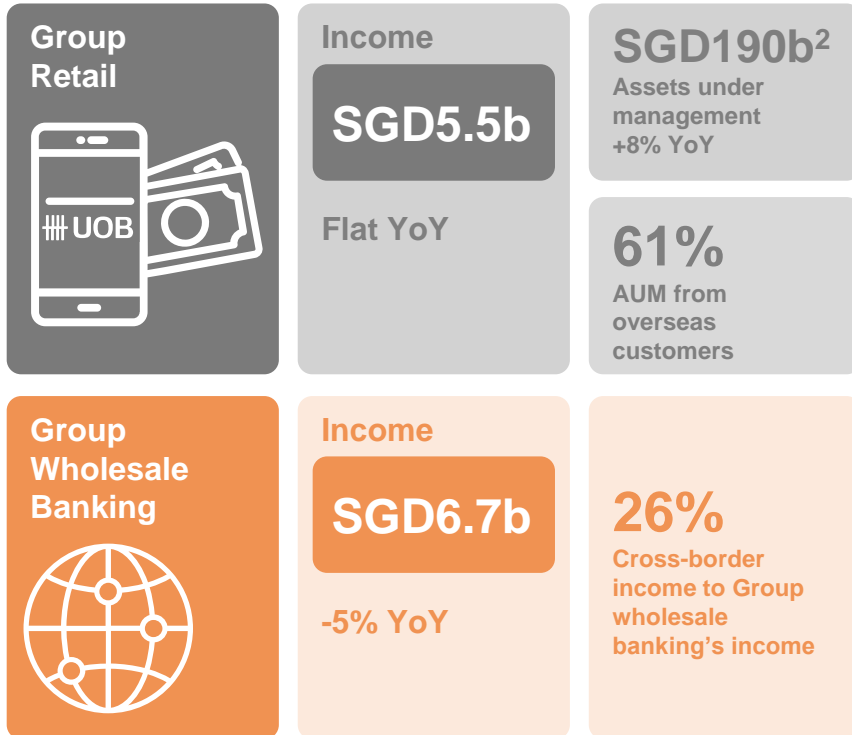 Group
Retail
UOB
Income
SGD5.5b
Flat YoY
SGD190b²
Assets under
management
+8% YoY
61%
AUM from
overseas
customers
Group
Wholesale
Banking
Income
SGD6.7b
-5% YoY
26%
Cross-border
income to Group
wholesale
banking's income